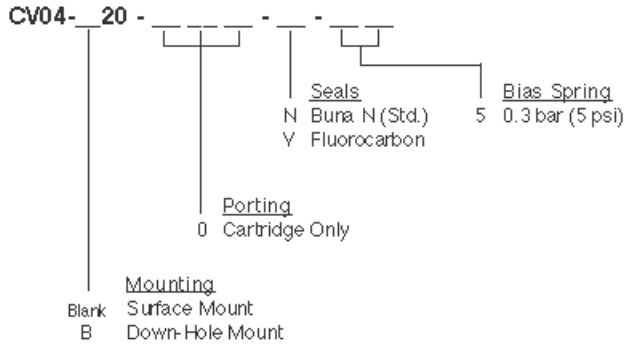 CV04-__20 - __ __ __ - __ - __ __
Seals
N Buna N (Std.)
V Fluorocarbon
Bias Spring
5 0.3 bar (5 psi)
Porting
0 Cartridge Only
Mounting
Blank Surface Mount
B Down-Hole Mount